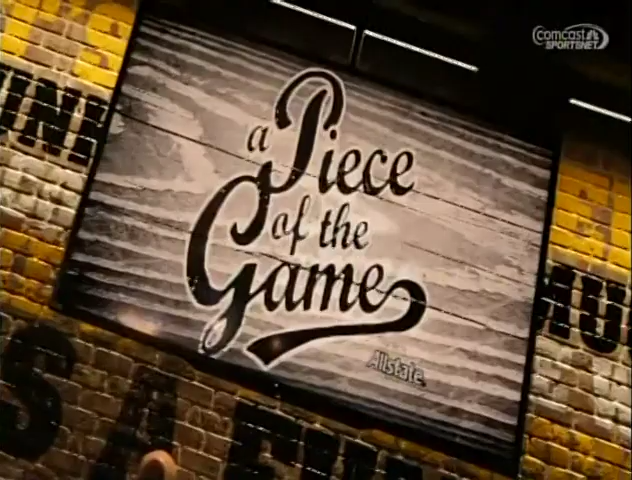 comcast
SPORTSNET
a Piece
of the
Game
Allstate